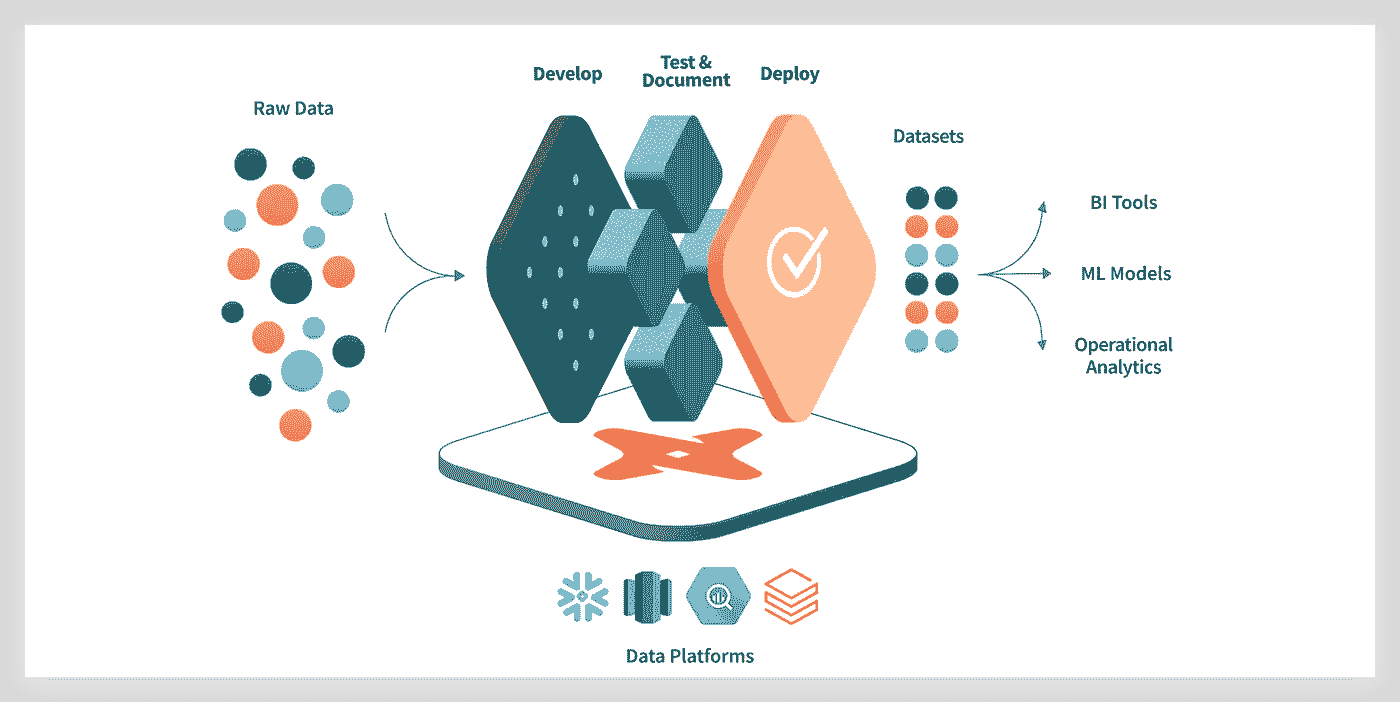 Raw Data
Develop
Test &
Document
Deploy
Datasets
BI Tools
ML Models
Operational
Analytics
Data Platforms